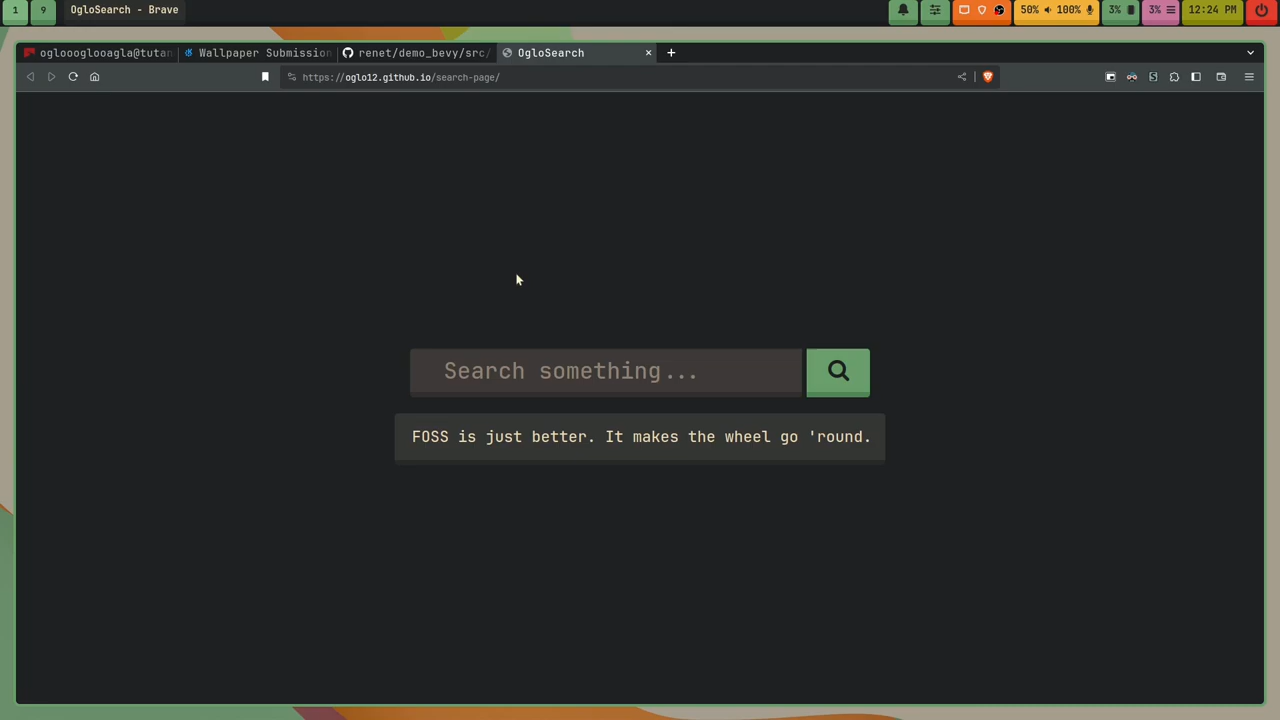 1 9 OgloSearch - Brave 50% 100% 3% 3% 12:24 PM
ogloooglooagla@tutan Wallpaper Submission renet/demo_bevy/src/ OgloSearch
https://oglo12.github.io/search-page/
Search something...
FOSS is just better. It makes the wheel go 'round.